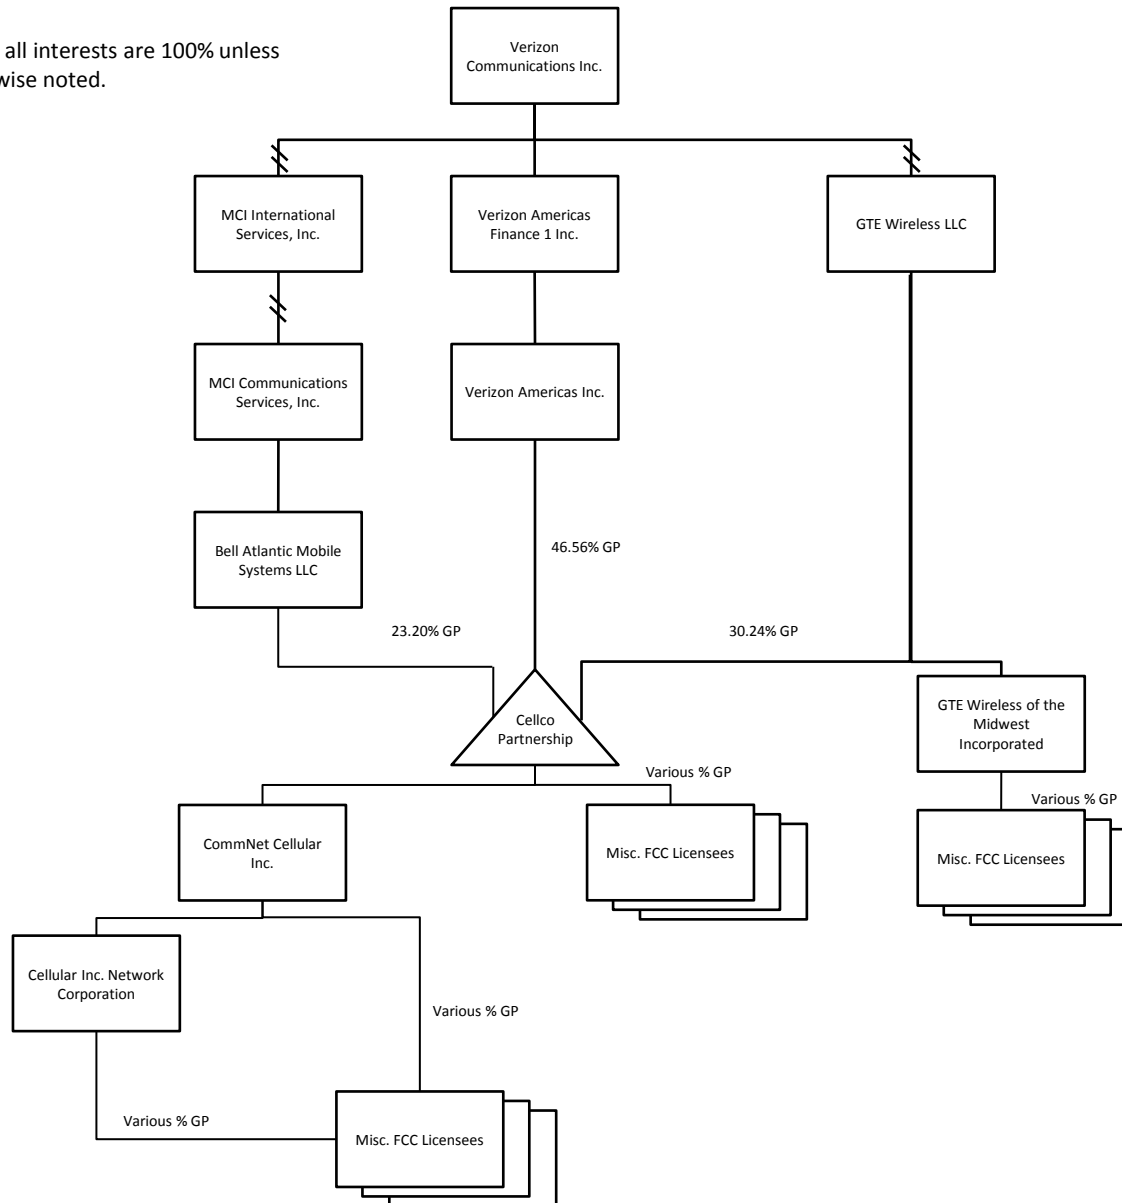 all interests are 100% unless
wise noted.
Verizon
Communications Inc.
MCI International
Services, Inc.
Verizon Americas
Finance 1 Inc.
GTE Wireless LLC
MCI Communications
Services, Inc.
Verizon Americas Inc.
Bell Atlantic Mobile
Systems LLC
46.56% GP
23.20% GP
30.24% GP
Cellco
Partnership
GTE Wireless of the
Midwest
Incorporated
Various % GP
Various % GP
CommNet Cellular
Inc.
Misc. FCC Licensees
Misc. FCC Licensees
Cellular Inc. Network
Corporation
Various % GP
Various % GP
Misc. FCC Licensees